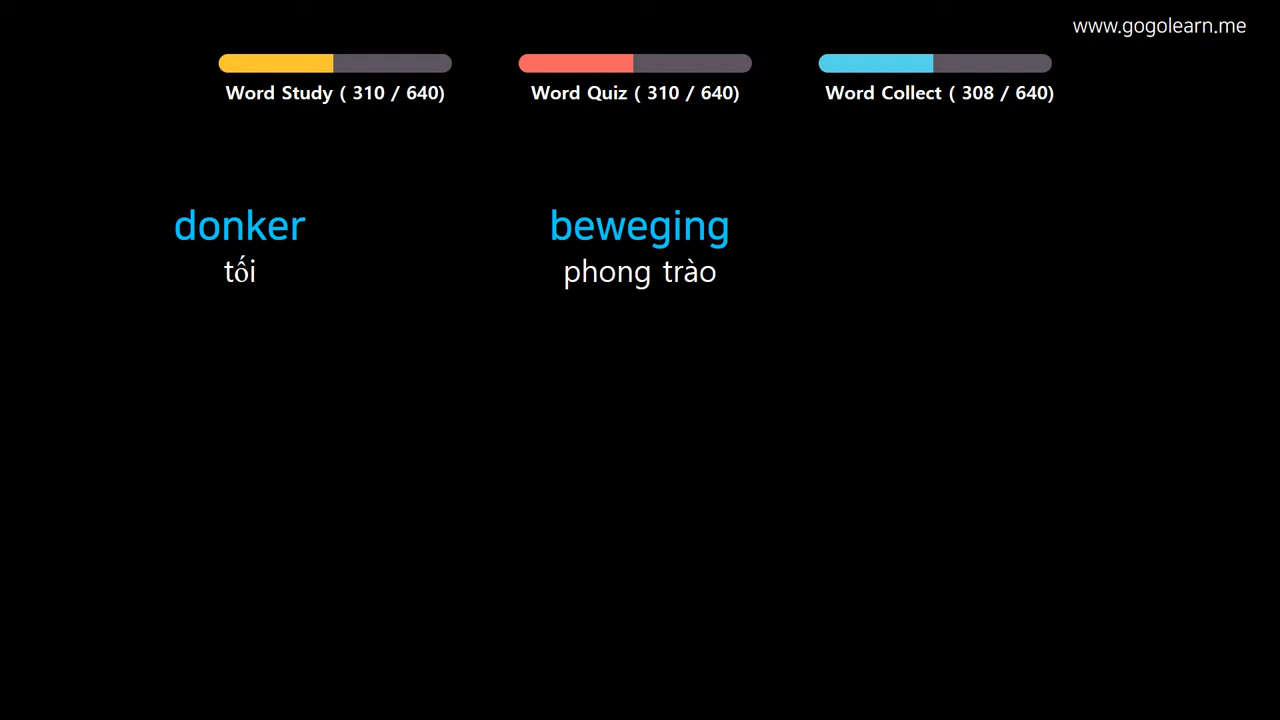 www.gogolearn.me
Word Study ( 310 / 640)
Word Quiz ( 310 / 640)
Word Collect ( 308 / 640)
donker
tối
beweging
phong trào